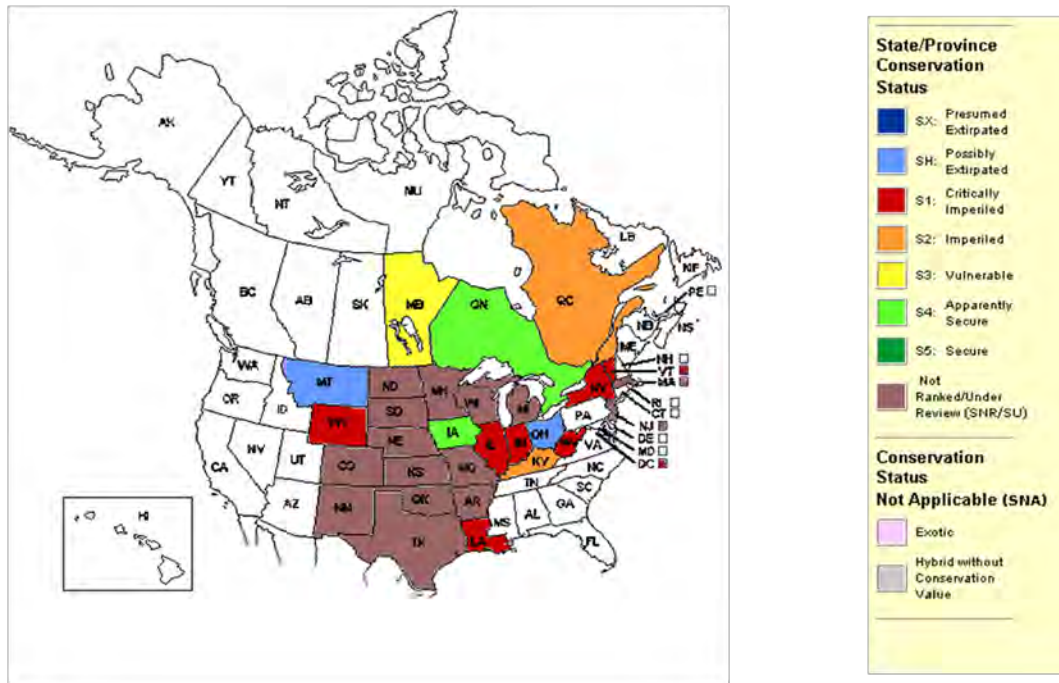 AK
YT
NT
NU
BC
AB
SK
MB
ON
QC
LB
NF
PE
NB
NS
ME
WA
OR
ID
MT
ND
MN
WI
MI
NY
NH
VT
MA
RI
CT
NJ
DE
MD
DC
SD
IA
NE
IL
IN
OH
PA
VA
KY
NV
UT
CO
KS
MO
CA
AZ
NM
OK
AR
TN
NC
SC
MS
AL
GA
LA
TX
FL
HI
State/Province
Conservation
Status
SX: Presumed
Extirpated
SH: Possibly
Extirpated
S1: Critically
Imperiled
S2: Imperiled
S3: Vulnerable
S4: Apparently
Secure
S5: Secure
Not
Ranked/Under
Review (SNR/SU)
Conservation
Status
Not Applicable (SNA)
Exotic
Hybrid without
Conservation
Value